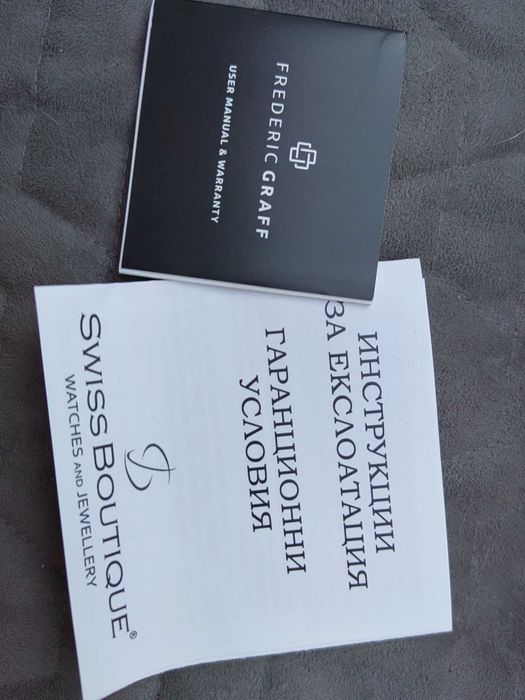 FREDERIC GRAFF
USER MANUAL & WARRANTY
ИНСТРУКЦИИ
ЗА ЕКСЛОАТАЦИЯ
ГАРАНЦИОННИ
УСЛОВИЯ
SWISS BOUTIQUE®
WATCHES AND JEWELLERY